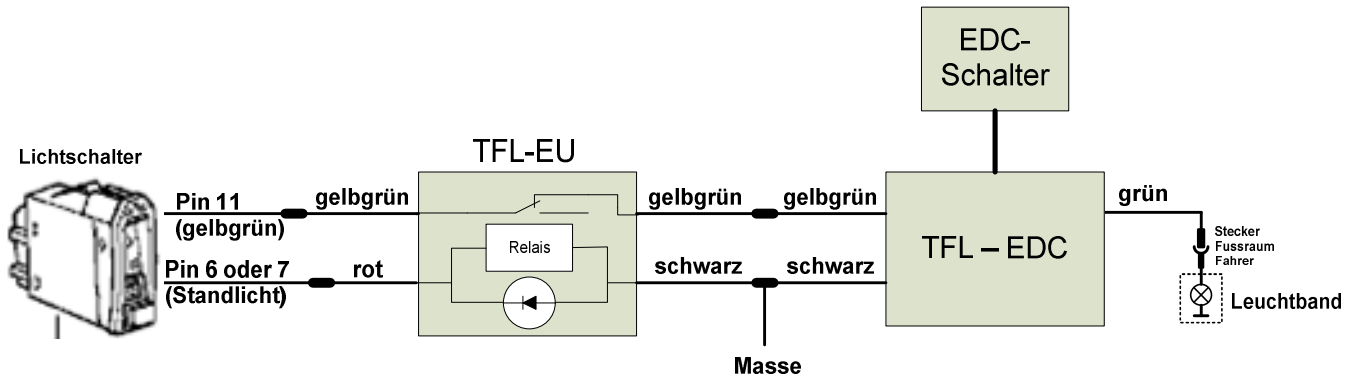 EDC-
Schalter
Lichtschalter
TFL-EU
Pin 11
(gelbgrün)
gelbgrün
gelbgrün
gelbgrün
grün
Relais
TFL – EDC
Stecker
Fussraum
Fahrer
Pin 6 oder 7
(Standlicht)
rot
schwarz
schwarz
Leuchtband
Masse